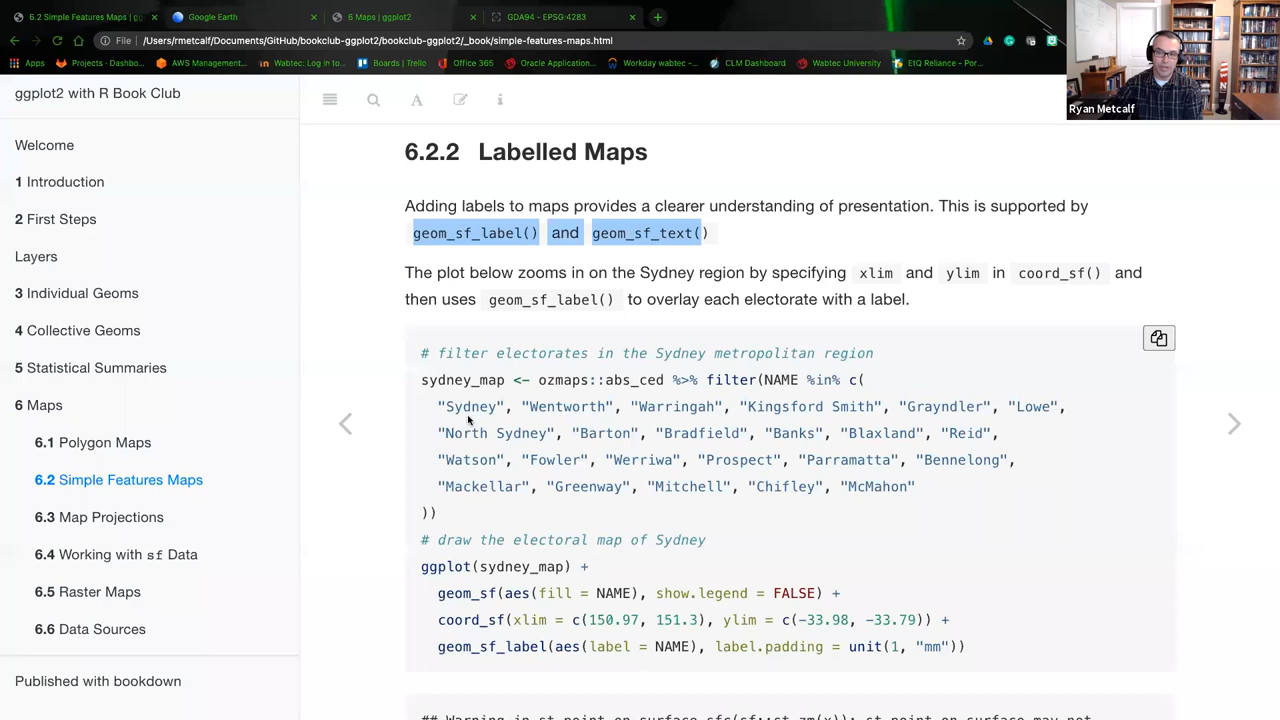 6.2 Simple Features Maps | gg
Google Earth
6 Maps | ggplot2
GDA94 - EPSG:4283
File /Users/rmetcalf/Documents/GitHub/bookclub-ggplot2/bookclub-ggplot2/_book/simple-features-maps.html
Apps
Projects - Dashbo...
AWS Management...
Wabtec: Log in to...
Boards | Trello
Office 365
Oracle Application...
Workday wabtec -...
CLM Dashboard
Wabtec University
EtQ Reliance - Por...
Ryan Metcalf
ggplot2 with R Book Club
Welcome
1 Introduction
2 First Steps
Layers
3 Individual Geoms
4 Collective Geoms
5 Statistical Summaries
6 Maps
6.1 Polygon Maps
6.2 Simple Features Maps
6.3 Map Projections
6.4 Working with sf Data
6.5 Raster Maps
6.6 Data Sources
Published with bookdown
6.2.2 Labelled Maps
Adding labels to maps provides a clearer understanding of presentation. This is supported by
geom_sf_label() and geom_sf_text()
The plot below zooms in on the Sydney region by specifying xlim and ylim in coord_sf() and
then uses geom_sf_label() to overlay each electorate with a label.
# filter electorates in the Sydney metropolitan region
sydney_map <- ozmaps::abs_ced %>% filter(NAME %in% c(
"Sydney", "Wentworth", "Warringah", "Kingsford Smith", "Grayndler", "Lowe",
"North Sydney", "Barton", "Bradfield", "Banks", "Blaxland", "Reid",
"Watson", "Fowler", "Werriwa", "Prospect", "Parramatta", "Bennelong",
"Mackellar", "Greenway", "Mitchell", "Chifley", "McMahon"
))
# draw the electoral map of Sydney
ggplot(sydney_map) +
geom_sf(aes(fill = NAME), show.legend = FALSE) +
coord_sf(xlim = c(150.97, 151.3), ylim = c(-33.98, -33.79)) +
geom_sf_label(aes(label = NAME), label.padding = unit(1, "mm"))
## Warning in st_point_on_surface.sfc(sf::st_zm(x)): st_point_on_surface may not